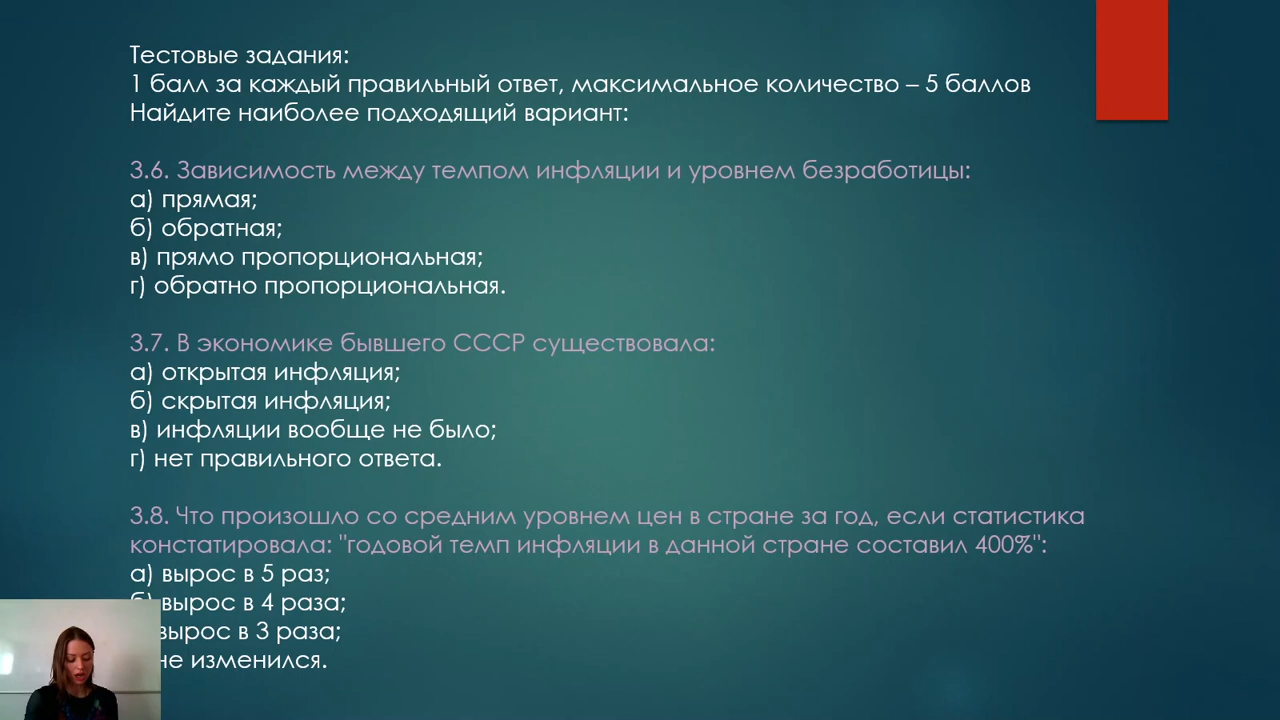 Тестовые задания:
1 балл за каждый правильный ответ, максимальное количество – 5 баллов
Найдите наиболее подходящий вариант:
3.6. Зависимость между темпом инфляции и уровнем безработицы:
а) прямая;
б) обратная;
в) прямо пропорциональная;
г) обратно пропорциональная.
3.7. В экономике бывшего СССР существовала:
а) открытая инфляция;
б) скрытая инфляция;
в) инфляции вообще не было;
г) нет правильного ответа.
3.8. Что произошло со средним уровнем цен в стране за год, если статистика
констатировала: "годовой темп инфляции в данной стране составил 400%":
а) вырос в 5 раз;
б) вырос в 4 раза;
вырос в 3 раза;
не изменился.